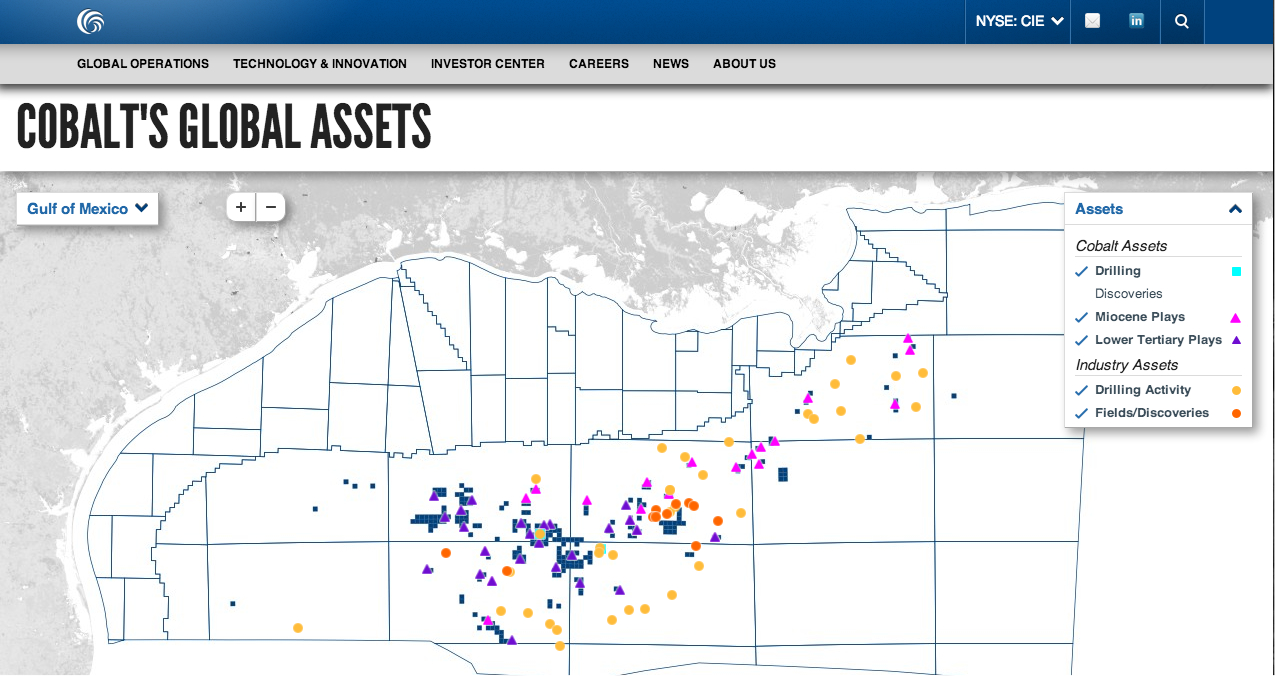 NYSE: CIE
in
GLOBAL OPERATIONS TECHNOLOGY & INNOVATION INVESTOR CENTER CAREERS NEWS ABOUT US
COBALT'S GLOBAL ASSETS
Gulf of Mexico
+ −
Assets
Cobalt Assets
Drilling
Discoveries
Miocene Plays
Lower Tertiary Plays
Industry Assets
Drilling Activity
Fields/Discoveries